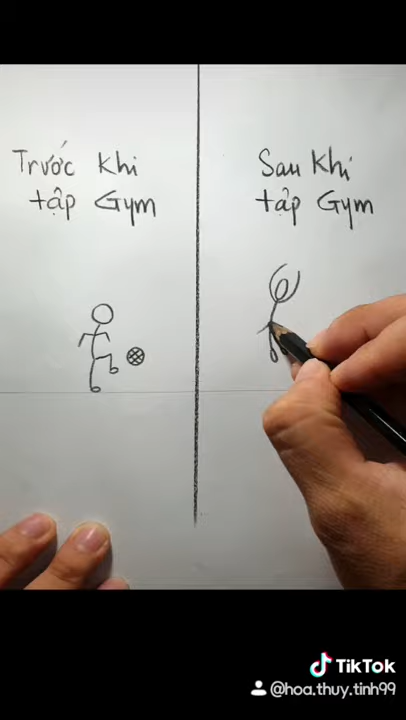 Trước Khi
tập Gym
Sau Khi
tập Gym
TikTok
@hoa.thuy.tinh99